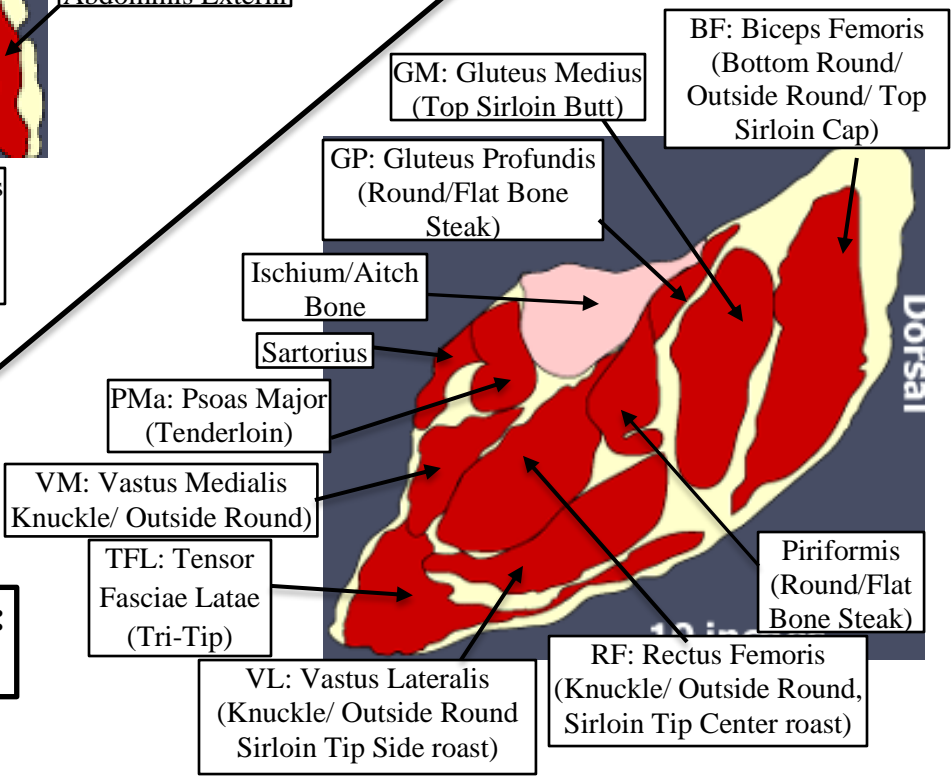 Abdominis Externi
BF: Biceps Femoris
(Bottom Round/
Outside Round/ Top
Sirloin Cap)
GM: Gluteus Medius
(Top Sirloin Butt)
GP: Gluteus Profundis
(Round/Flat Bone
Steak)
Ischium/Aitch
Bone
Sartorius
PMa: Psoas Major
(Tenderloin)
VM: Vastus Medialis
Knuckle/ Outside Round)
TFL: Tensor
Fasciae Latae
(Tri-Tip)
VL: Vastus Lateralis
(Knuckle/ Outside Round
Sirloin Tip Side roast)
RF: Rectus Femoris
(Knuckle/ Outside Round,
Sirloin Tip Center roast)
Piriformis
(Round/Flat
Bone Steak)
Dorsal